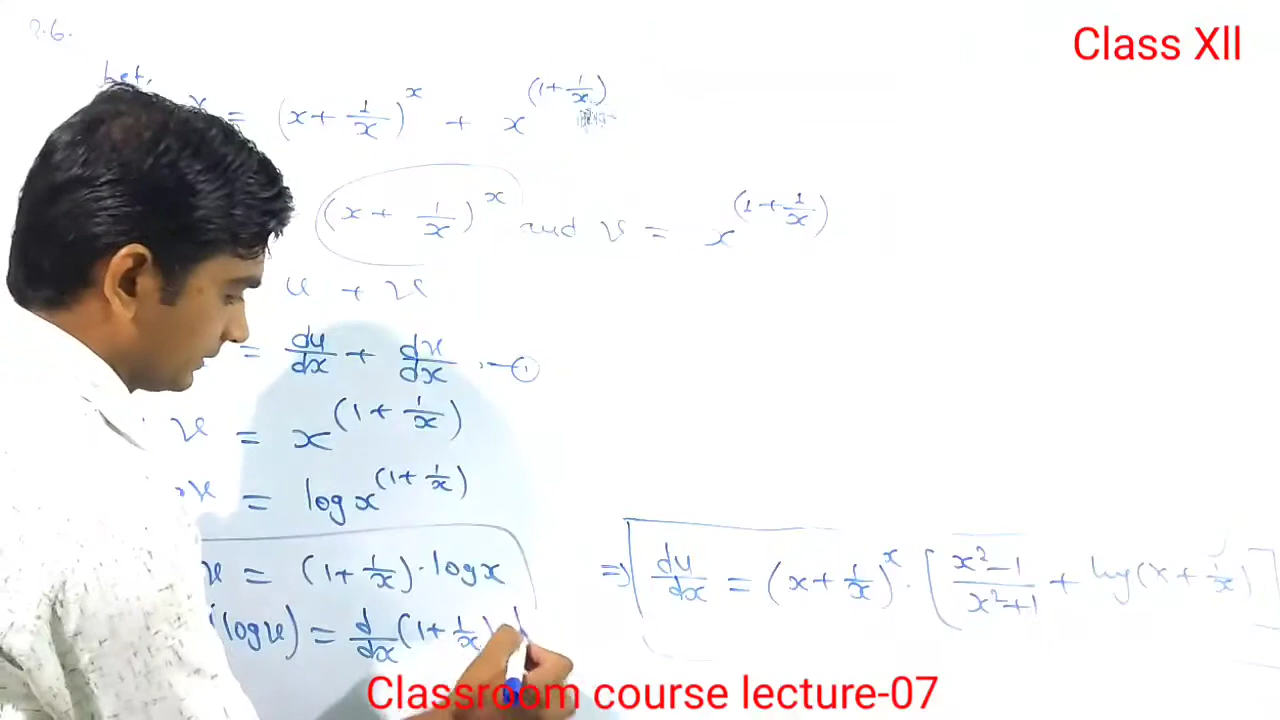 Class Xll
Q.6.
Let,
y = (x + 1/x)^x + x^(1 + 1/x)
(x + 1/x)^x and v = x^(1 + 1/x)
u + v
= du/dx + dv/dx .—①
v = x^(1 + 1/x)
v = log x^(1 + 1/x)
v = (1 + 1/x) · log x
(log v) = d/dx (1 + 1/x)
⇒ du/dx = (x + 1/x)^x · [ x²-1 / x²+1 + log (x + 1/x) ]
Classroom course lecture-07